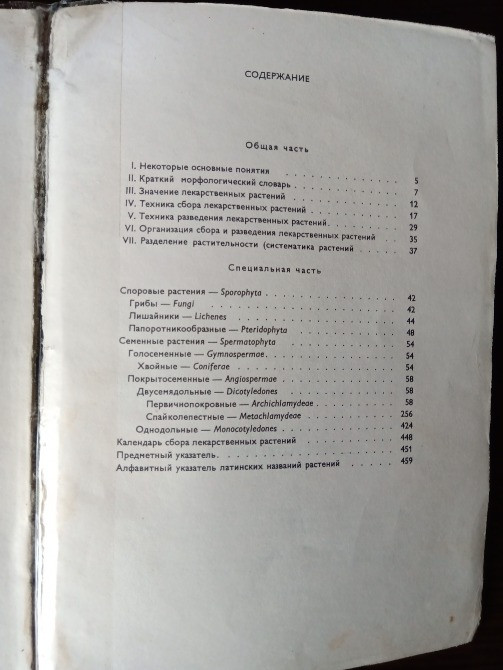 СОДЕРЖАНИЕ
Общая часть
I. Некоторые основные понятия . . . . . . . . . . 5
II. Краткий морфологический словарь . . . . . . . . . . 7
III. Значение лекарственных растений . . . . . . . . . . 12
IV. Техника сбора лекарственных растений . . . . . . . . . 17
V. Техника разведения лекарственных растений. . . . . . . . 29
VI. Организация сбора и разведения лекарственных растений . . 35
VII. Разделение растительности (систематика растений . . . . . 37
Специальная часть
Споровые растения — Sporophyta . . . . . . . . . . . 42
Грибы — Fungi . . . . . . . . . . . . 42
Лишайники — Lichenes . . . . . . . . . . . 44
Папоротникообразные — Pteridophyta . . . . . . . . . 48
Семенные растения — Spermatophyta . . . . . . . . . . 54
Голосеменные — Gymnospermae. . . . . . . . . . . 54
Хвойные — Coniferae . . . . . . . . . . . 54
Покрытосеменные — Angiospermae . . . . . . . . . . 58
Двусемядольные — Dicotyledones . . . . . . . . . . 58
Первичнопокровные — Archichlamydeae . . . . . . . . 58
Спайколепестные — Metachlamydeae . . . . . . . . 256
Однодольные — Monocotyledones . . . . . . . . . . 424
Календарь сбора лекарственных растений . . . . . . . . 448
Предметный указатель. . . . . . . . . . . . . 451
Алфавитный указатель латинских названий растений . . . . . 459